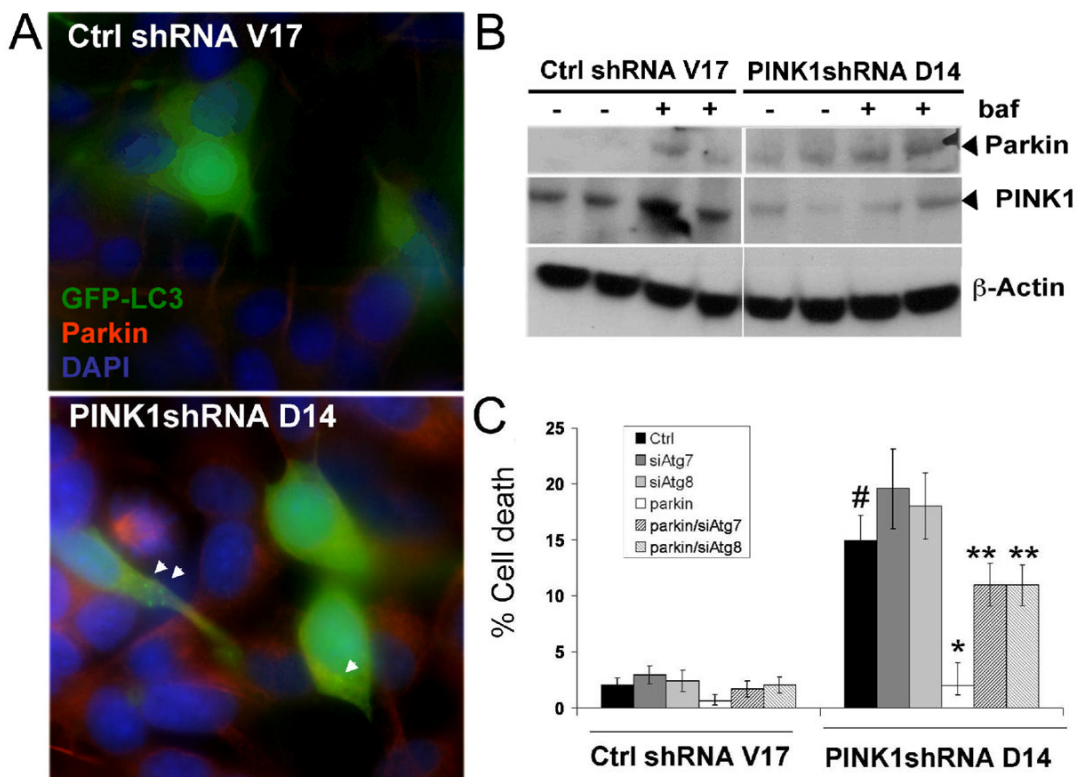 A
Ctrl shRNA V17
GFP-LC3
Parkin
DAPI
PINK1shRNA D14
B
Ctrl shRNA V17 PINK1shRNA D14
- - + + - - + + baf
Parkin
PINK1
β-Actin
C
25
20
15
10
5
0
% Cell death
Ctrl
siAtg7
siAtg8
parkin
parkin/siAtg7
parkin/siAtg8
#
*
** **
Ctrl shRNA V17 PINK1shRNA D14